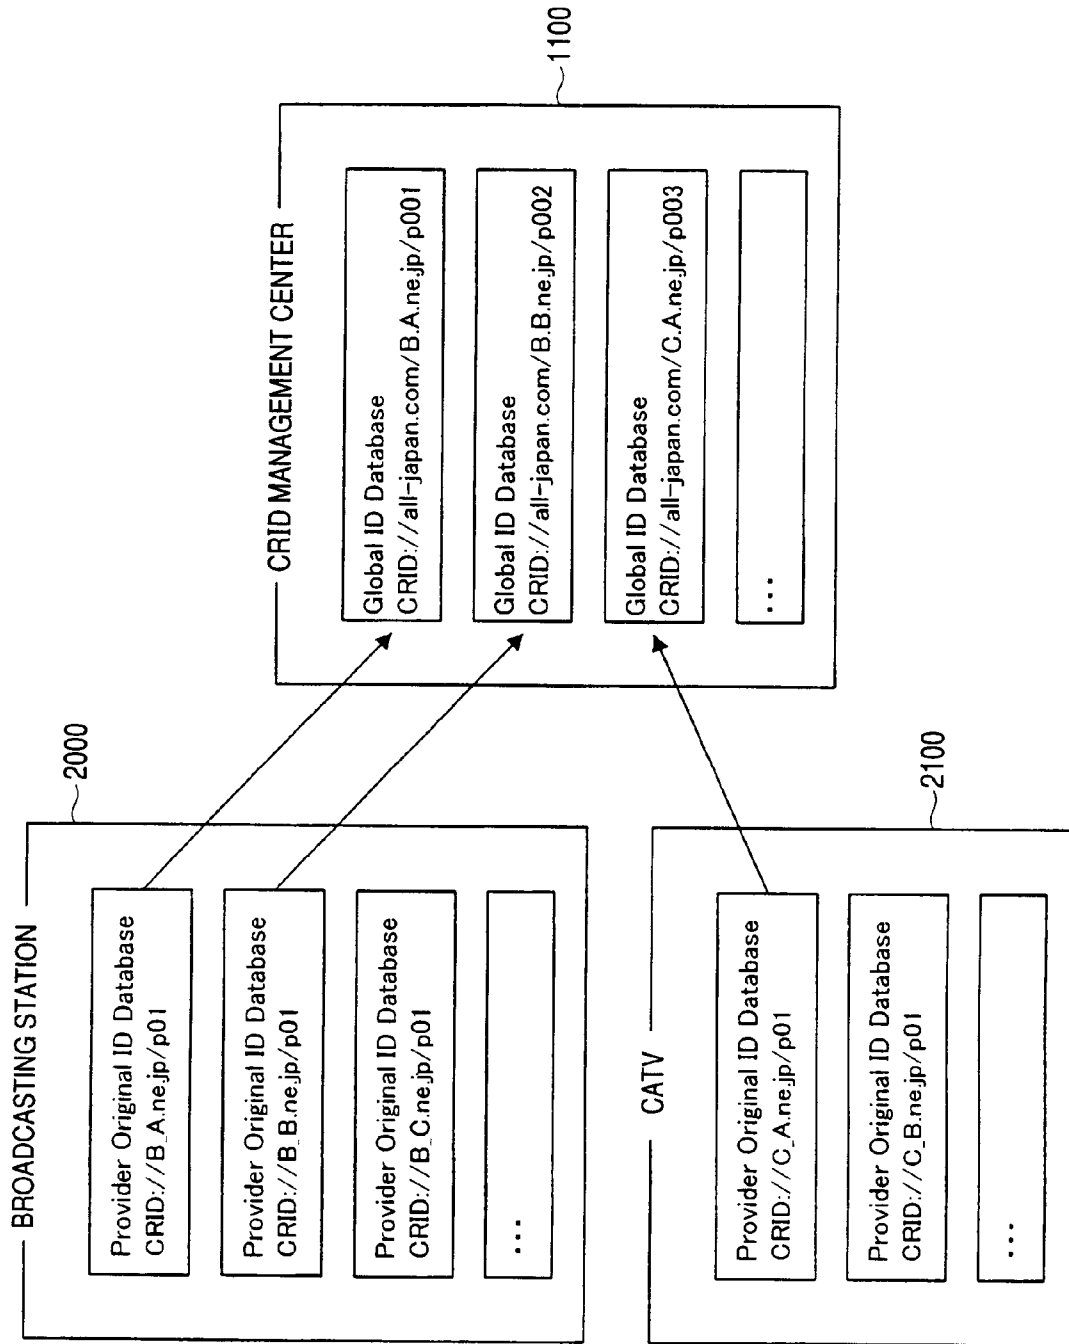 BROADCASTING STATION
2000
Provider Original ID Database
CRID://B_A.ne.jp/p01
Provider Original ID Database
CRID://B_B.ne.jp/p01
Provider Original ID Database
CRID://B_C.ne.jp/p01
...
CATV
2100
Provider Original ID Database
CRID://C_A.ne.jp/p01
Provider Original ID Database
CRID://C_B.ne.jp/p01
...
CRID MANAGEMENT CENTER
1100
Global ID Database
CRID://all-japan.com/B.A.ne.jp/p001
Global ID Database
CRID://all-japan.com/B.B.ne.jp/p002
Global ID Database
CRID://all-japan.com/C.A.ne.jp/p003
...